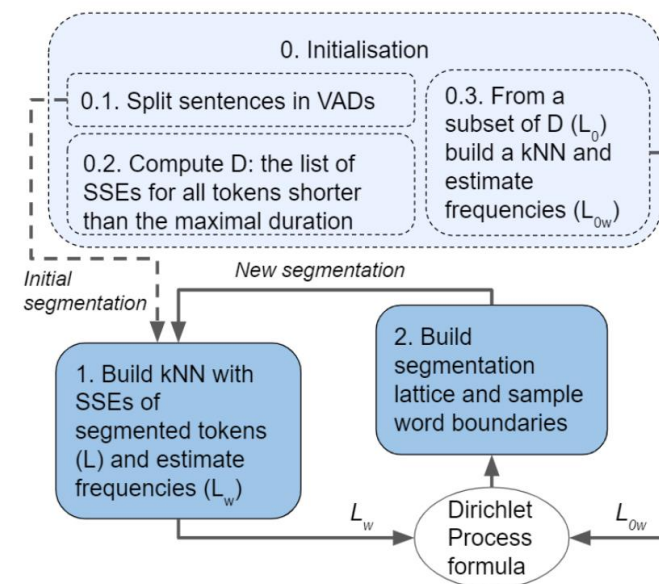 0. Initialisation
0.1. Split sentences in VADs
0.2. Compute D: the list of
SSEs for all tokens shorter
than the maximal duration
0.3. From a
subset of D (L₀)
build a kNN and
estimate
frequencies (L₀w)
Initial
segmentation
New segmentation
1. Build kNN with
SSEs of
segmented tokens
(L) and estimate
frequencies (Lw)
2. Build
segmentation
lattice and sample
word boundaries
Lw
Dirichlet
Process
formula
L₀w